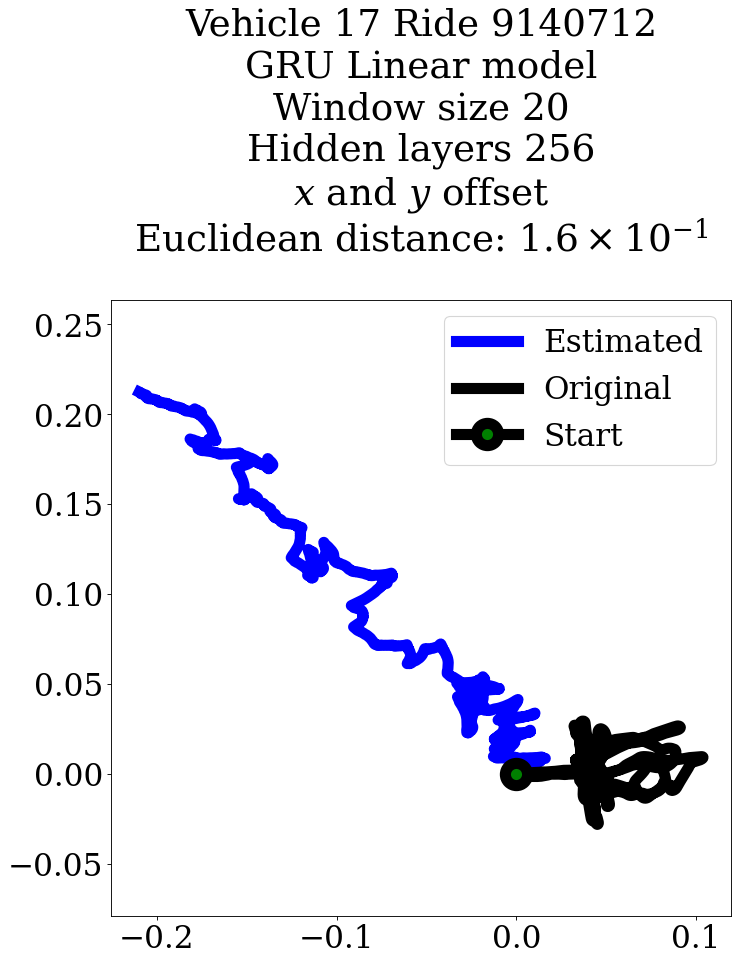 Vehicle 17 Ride 9140712
GRU Linear model
Window size 20
Hidden layers 256
x and y offset
Euclidean distance: 1.6 × 10⁻¹
Estimated
Original
Start
0.25
0.20
0.15
0.10
0.05
0.00
−0.05
−0.2
−0.1
0.0
0.1